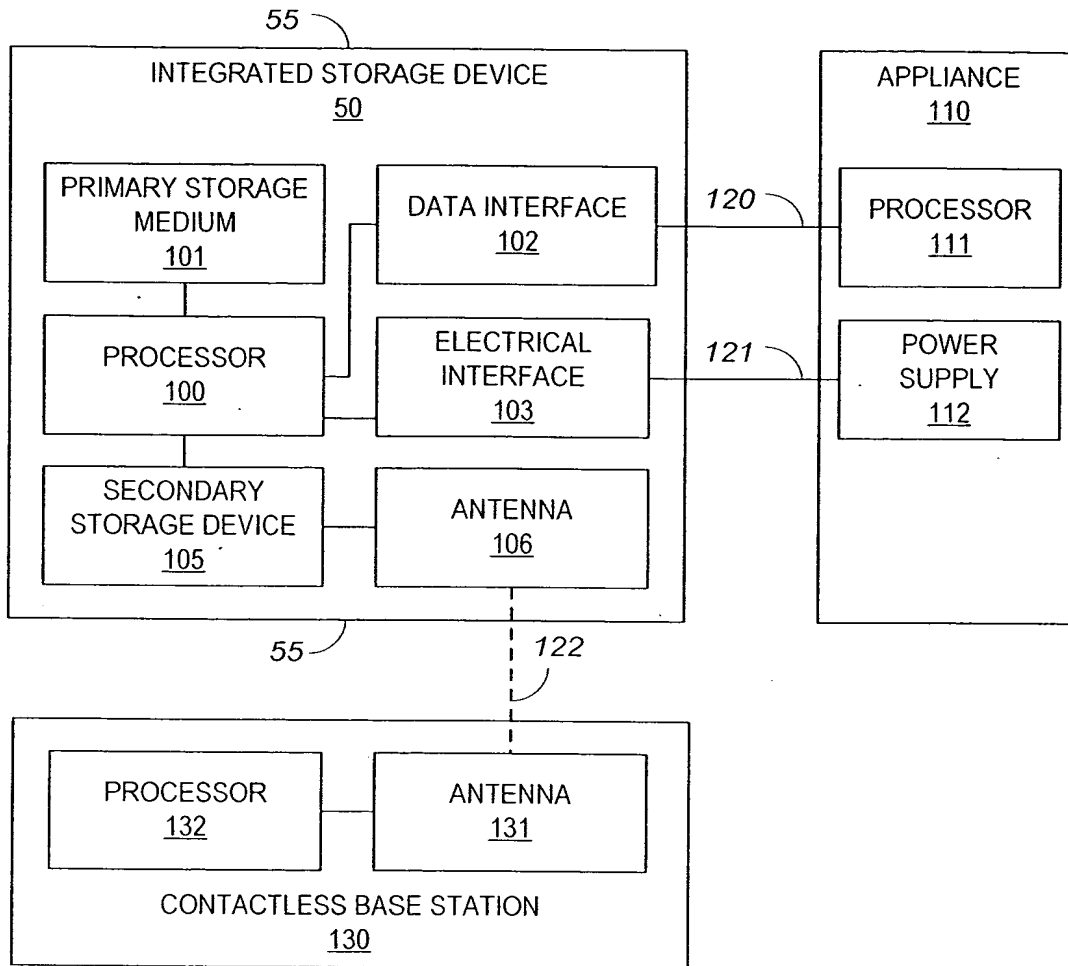 55
INTEGRATED STORAGE DEVICE
50
APPLIANCE
110
PRIMARY STORAGE
MEDIUM
101
DATA INTERFACE
102
120
PROCESSOR
111
PROCESSOR
100
ELECTRICAL
INTERFACE
103
121
POWER
SUPPLY
112
SECONDARY
STORAGE DEVICE
105
ANTENNA
106
55
122
PROCESSOR
132
ANTENNA
131
CONTACTLESS BASE STATION
130